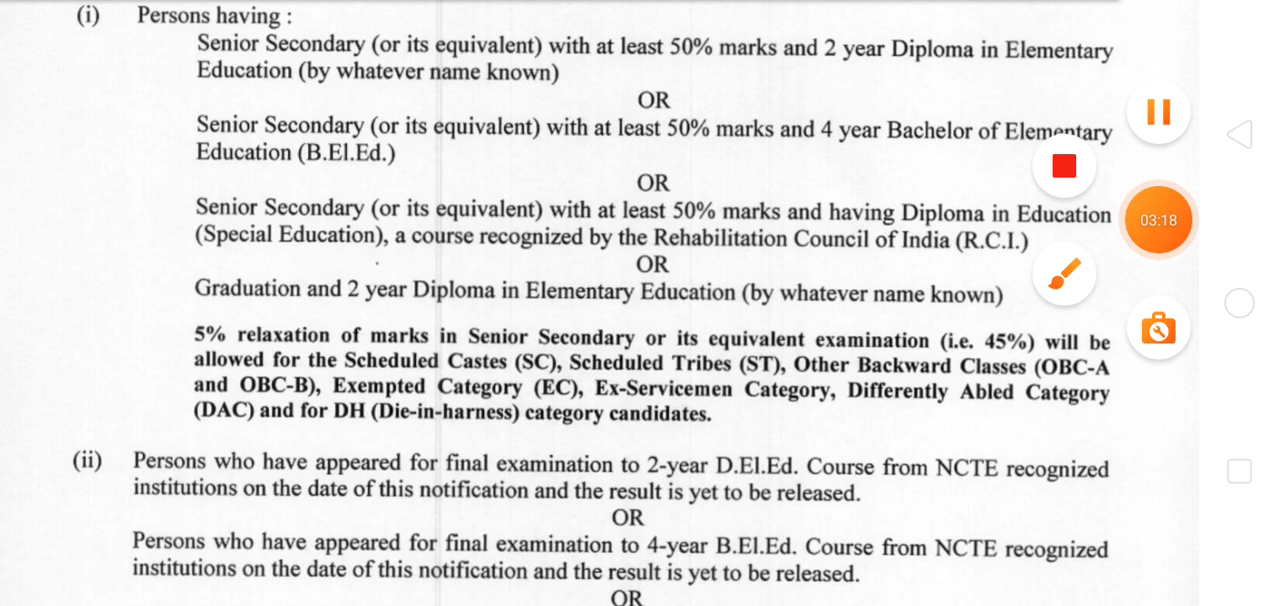 (i) Persons having :
Senior Secondary (or its equivalent) with at least 50% marks and 2 year Diploma in Elementary
Education (by whatever name known)
OR
Senior Secondary (or its equivalent) with at least 50% marks and 4 year Bachelor of Elementary
Education (B.El.Ed.)
OR
Senior Secondary (or its equivalent) with at least 50% marks and having Diploma in Education
(Special Education), a course recognized by the Rehabilitation Council of India (R.C.I.)
03:18
OR
Graduation and 2 year Diploma in Elementary Education (by whatever name known)
5% relaxation of marks in Senior Secondary or its equivalent examination (i.e. 45%) will be
allowed for the Scheduled Castes (SC), Scheduled Tribes (ST), Other Backward Classes (OBC-A
and OBC-B), Exempted Category (EC), Ex-Servicemen Category, Differently Abled Category
(DAC) and for DH (Die-in-harness) category candidates.
(ii) Persons who have appeared for final examination to 2-year D.El.Ed. Course from NCTE recognized
institutions on the date of this notification and the result is yet to be released.
OR
Persons who have appeared for final examination to 4-year B.El.Ed. Course from NCTE recognized
institutions on the date of this notification and the result is yet to be released.
OR